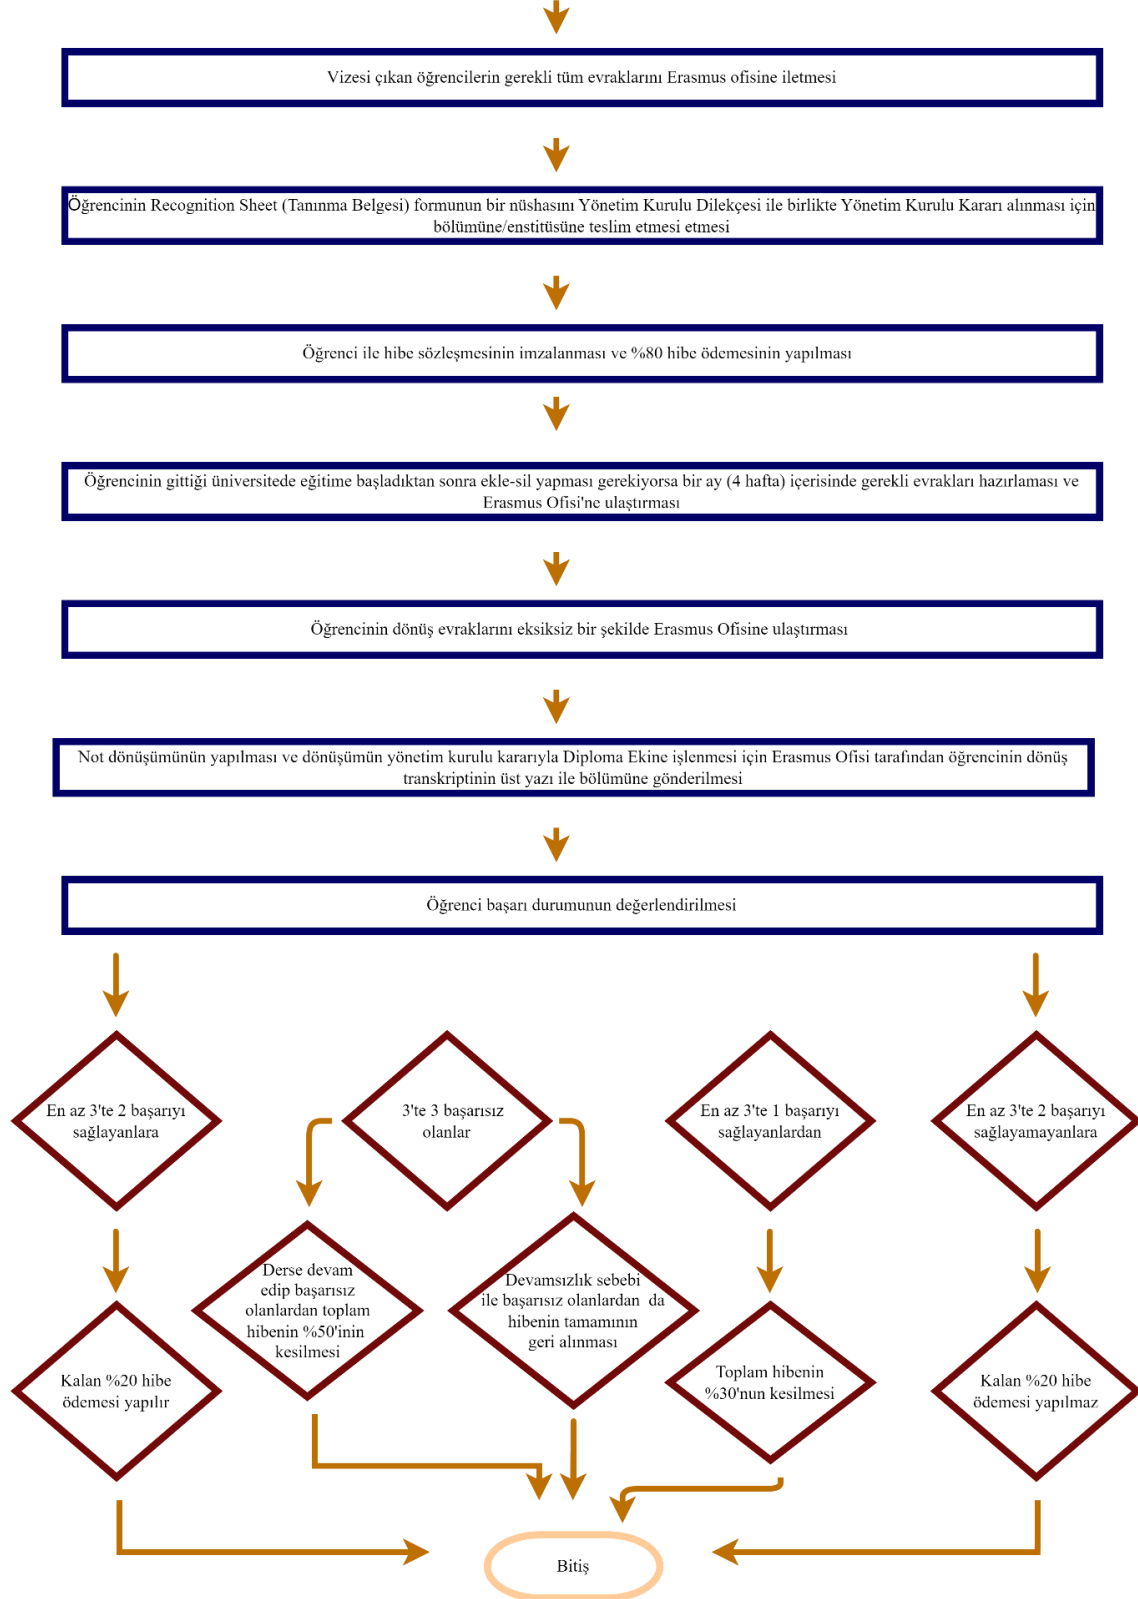 Vizesi çıkan öğrencilerin gerekli tüm evraklarını Erasmus ofisine iletmesi
Öğrencinin Recognition Sheet (Tanınma Belgesi) formunun bir nüshasını Yönetim Kurulu Dilekçesi ile birlikte Yönetim Kurulu Kararı alınması için
bölümüne/enstitüsüne teslim etmesi etmesi
Öğrenci ile hibe sözleşmesinin imzalanması ve %80 hibe ödemesinin yapılması
Öğrencinin gittiği üniversitede eğitime başladıktan sonra ekle-sil yapması gerekiyorsa bir ay (4 hafta) içerisinde gerekli evrakları hazırlaması ve
Erasmus Ofisi'ne ulaştırması
Öğrencinin dönüş evraklarını eksiksiz bir şekilde Erasmus Ofisine ulaştırması
Not dönüşümünün yapılması ve dönüşümün yönetim kurulu kararıyla Diploma Ekine işlenmesi için Erasmus Ofisi tarafından öğrencinin dönüş
transkriptinin üst yazı ile bölümüne gönderilmesi
Öğrenci başarı durumunun değerlendirilmesi
En az 3'te 2 başarıyı
sağlayanlara
3'te 3 başarısız
olanlar
En az 3'te 1 başarıyı
sağlayanlardan
En az 3'te 2 başarıyı
sağlayamayanlara
Derse devam
edip başarısız
olanlardan toplam
hibenin %50'inin
kesilmesi
Devamsızlık sebebi
ile başarısız olanlardan da
hibenin tamamının
geri alınması
Kalan %20 hibe
ödemesi yapılır
Toplam hibenin
%30'nun kesilmesi
Kalan %20 hibe
ödemesi yapılmaz
Bitiş